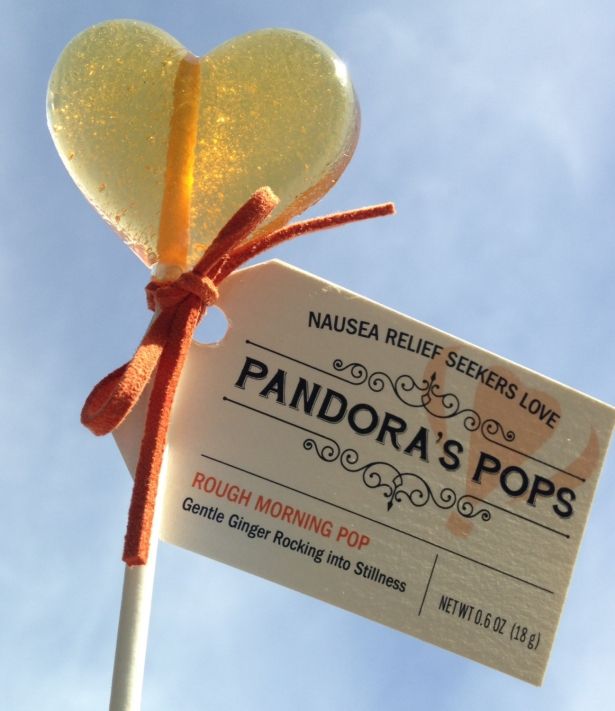 NAUSEA RELIEF SEEKERS LOVE
PANDORA'S POPS
ROUGH MORNING POP
Gentle Ginger Rocking into Stillness
NET WT 0.6 OZ (18 g)